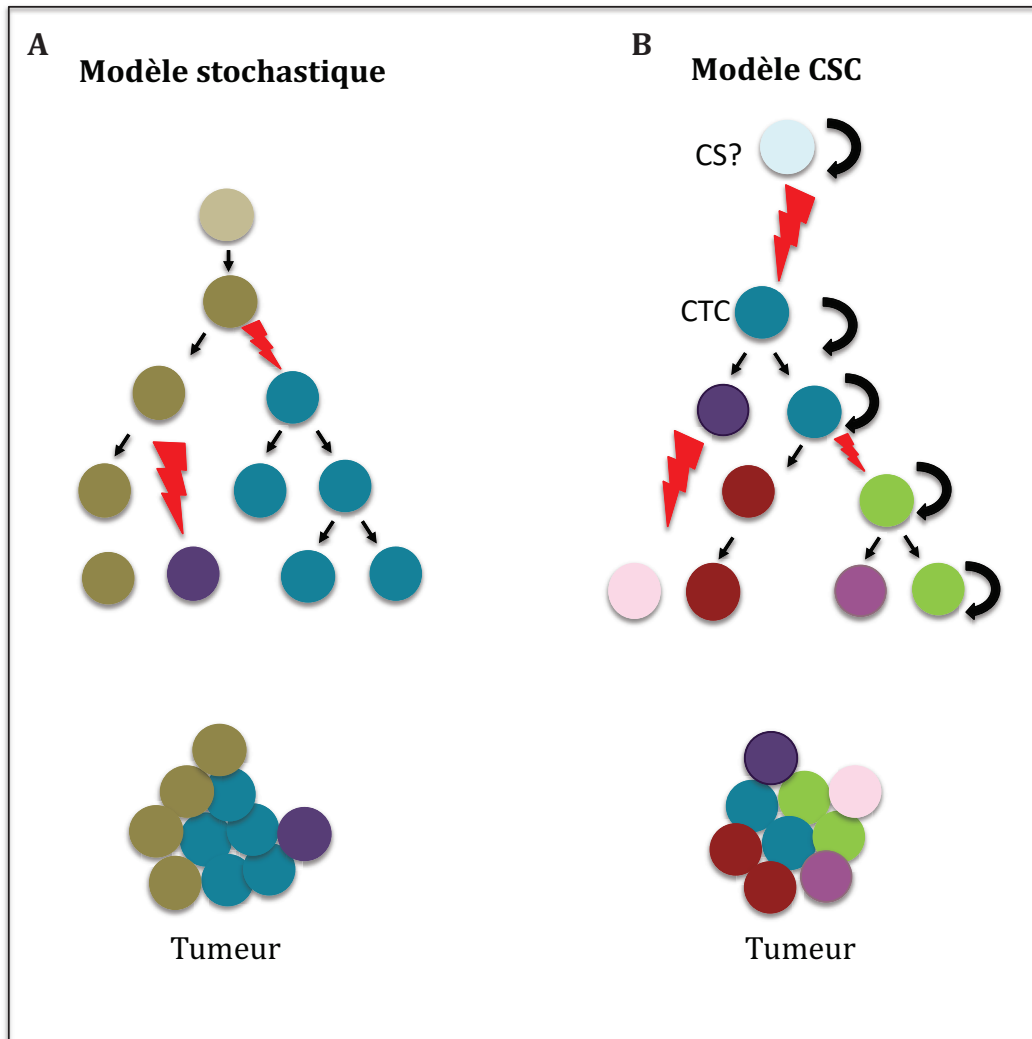 A
Modèle stochastique
B
Modèle CSC
CS?
CTC
Tumeur
Tumeur